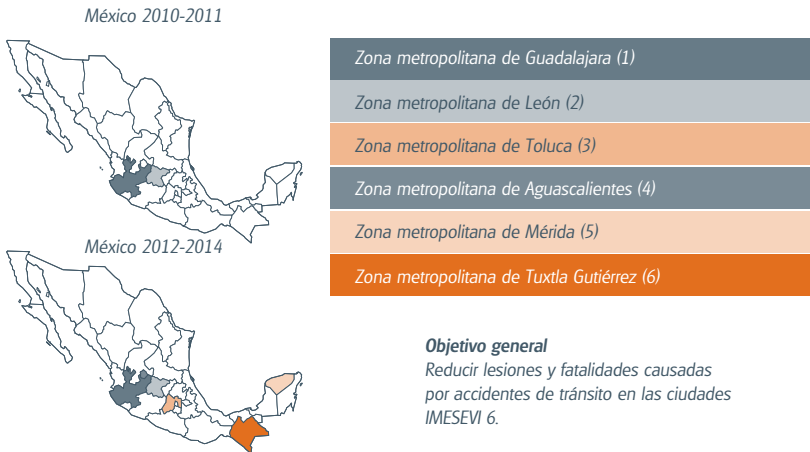 México 2010-2011
Zona metropolitana de Guadalajara (1)
Zona metropolitana de León (2)
Zona metropolitana de Toluca (3)
Zona metropolitana de Aguascalientes (4)
Zona metropolitana de Mérida (5)
Zona metropolitana de Tuxtla Gutiérrez (6)
México 2012-2014
Objetivo general
Reducir lesiones y fatalidades causadas
por accidentes de tránsito en las ciudades
IMESEVI 6.